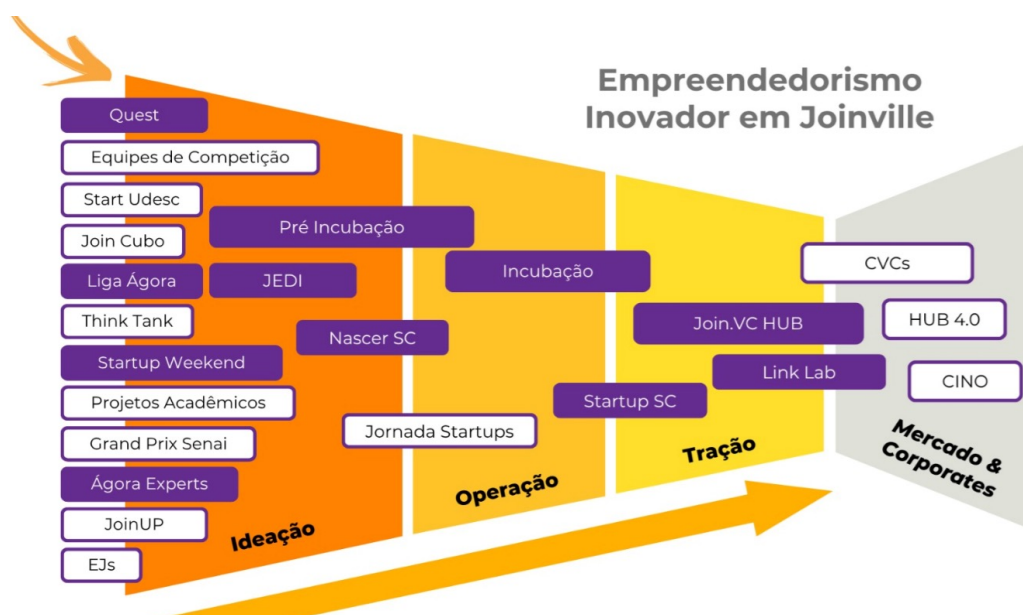 Empreendedorismo
Inovador em Joinville
Quest
Equipes de Competição
Start Udesc
Join Cubo
Liga Ágora
Think Tank
Startup Weekend
Projetos Acadêmicos
Grand Prix Senai
Ágora Experts
JoinUP
EJs
Pré Incubação
JEDI
Nascer SC
Jornada Startups
Ideação
Incubação
Startup SC
Operação
Join.VC HUB
Link Lab
Tração
CVCs
HUB 4.0
CINO
Mercado &
Corporates